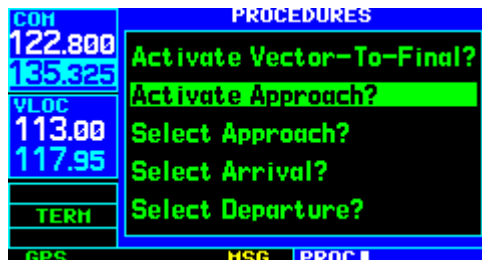 COM
122.800
135.325
VLOC
113.00
117.95
TERM
GPS
PROCEDURES
Activate Vector-To-Final?
Activate Approach?
Select Approach?
Select Arrival?
Select Departure?
MSG
PROC